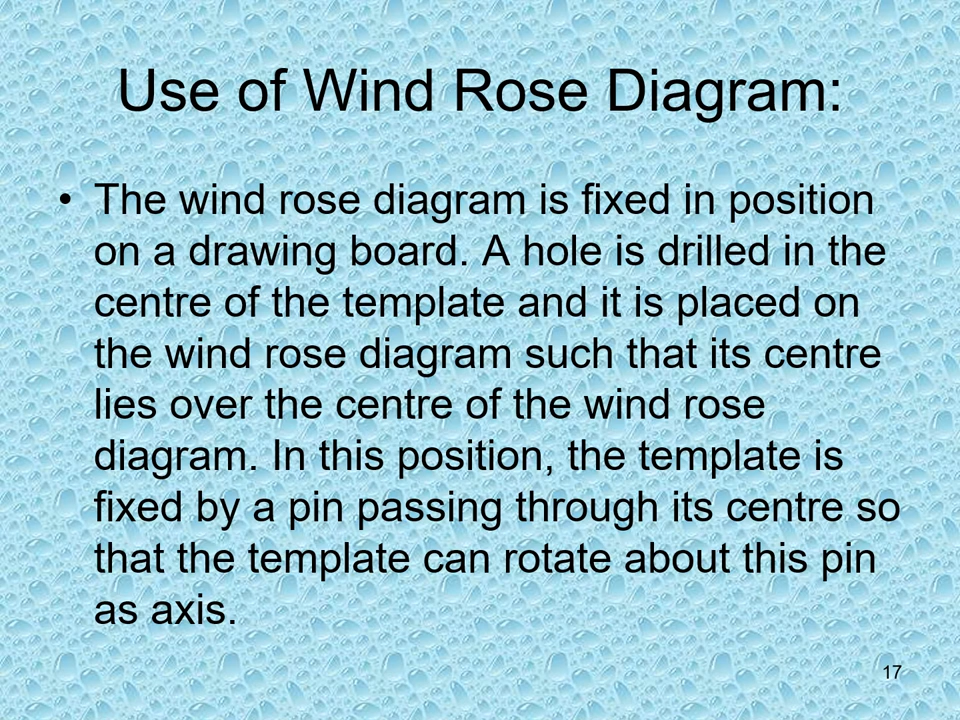 Use of Wind Rose Diagram:
• The wind rose diagram is fixed in position
on a drawing board. A hole is drilled in the
centre of the template and it is placed on
the wind rose diagram such that its centre
lies over the centre of the wind rose
diagram. In this position, the template is
fixed by a pin passing through its centre so
that the template can rotate about this pin
as axis.
17